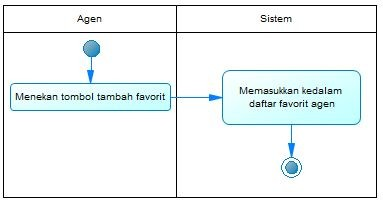 Agen
Sistem
Menekan tombol tambah favorit
Memasukkan kedalam
daftar favorit agen